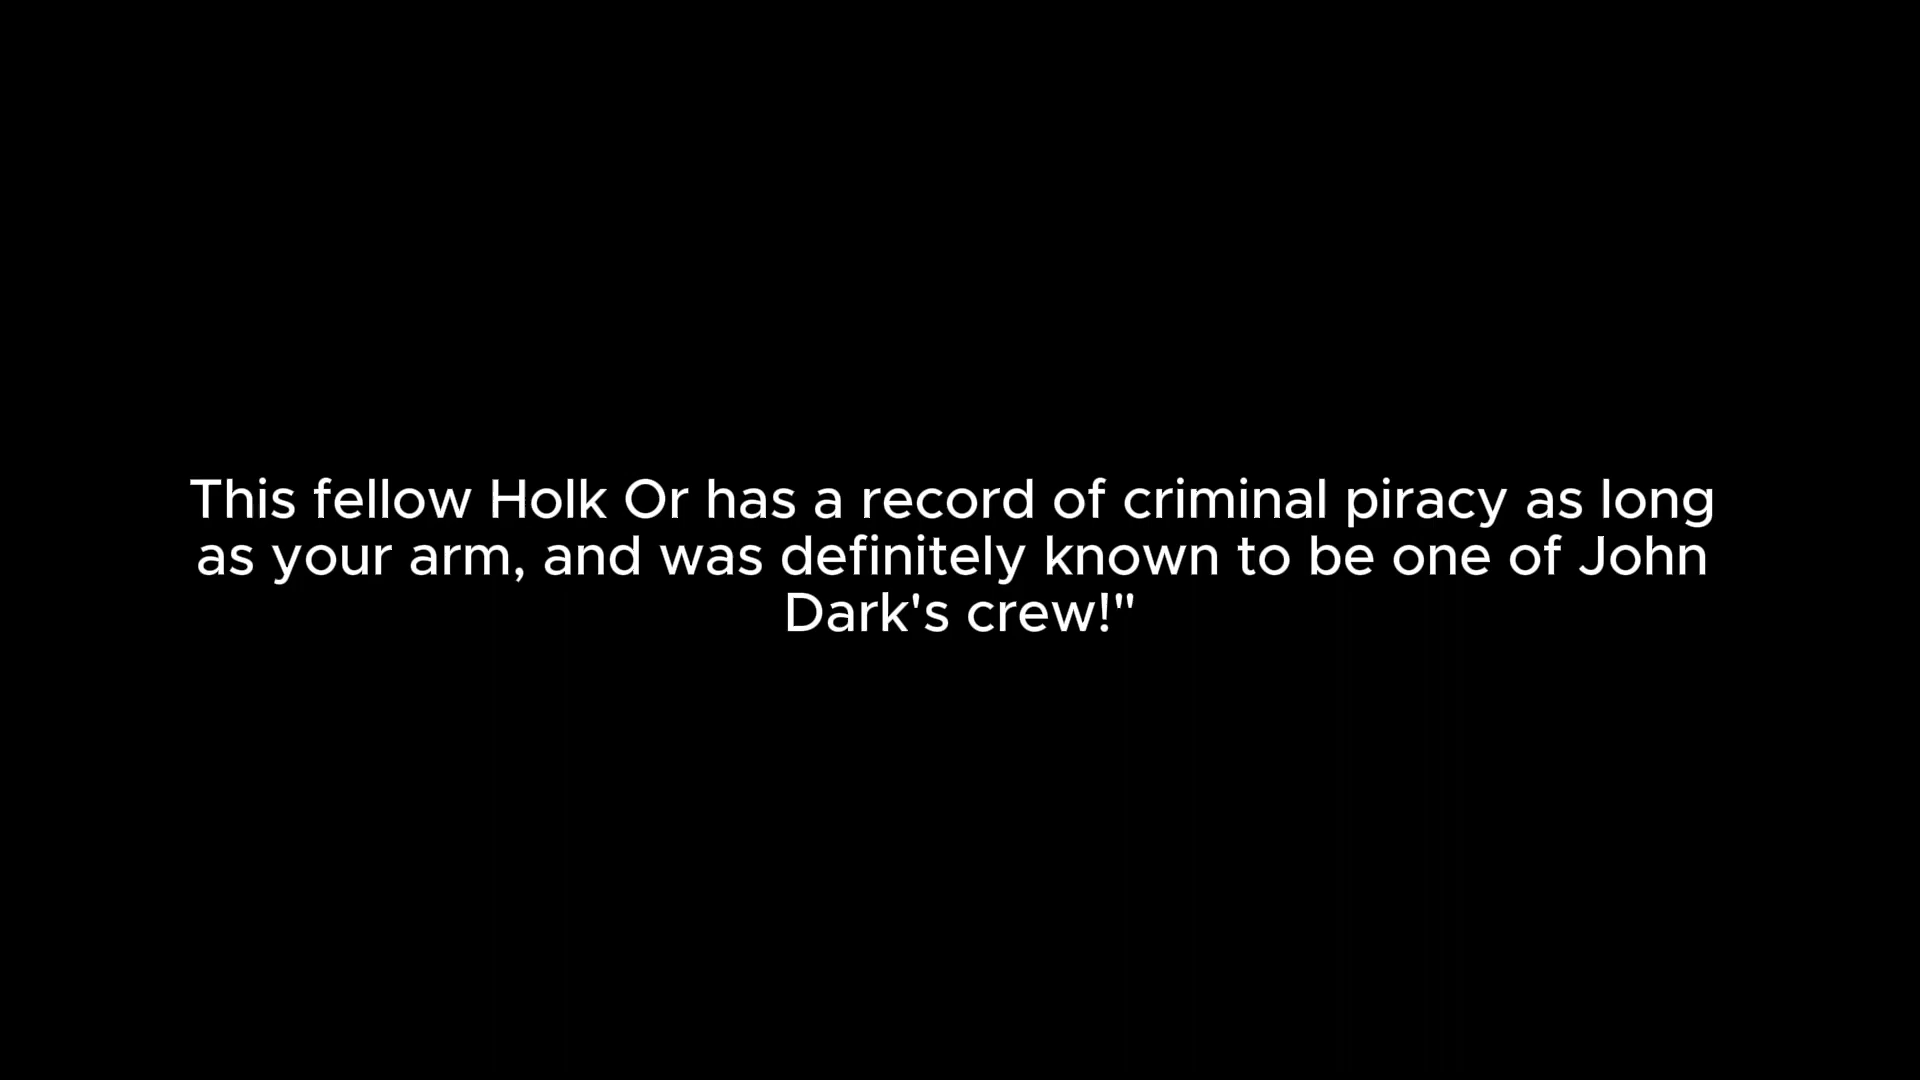 This fellow Holk Or has a record of criminal piracy as long
as your arm, and was definitely known to be one of John
Dark's crew!"